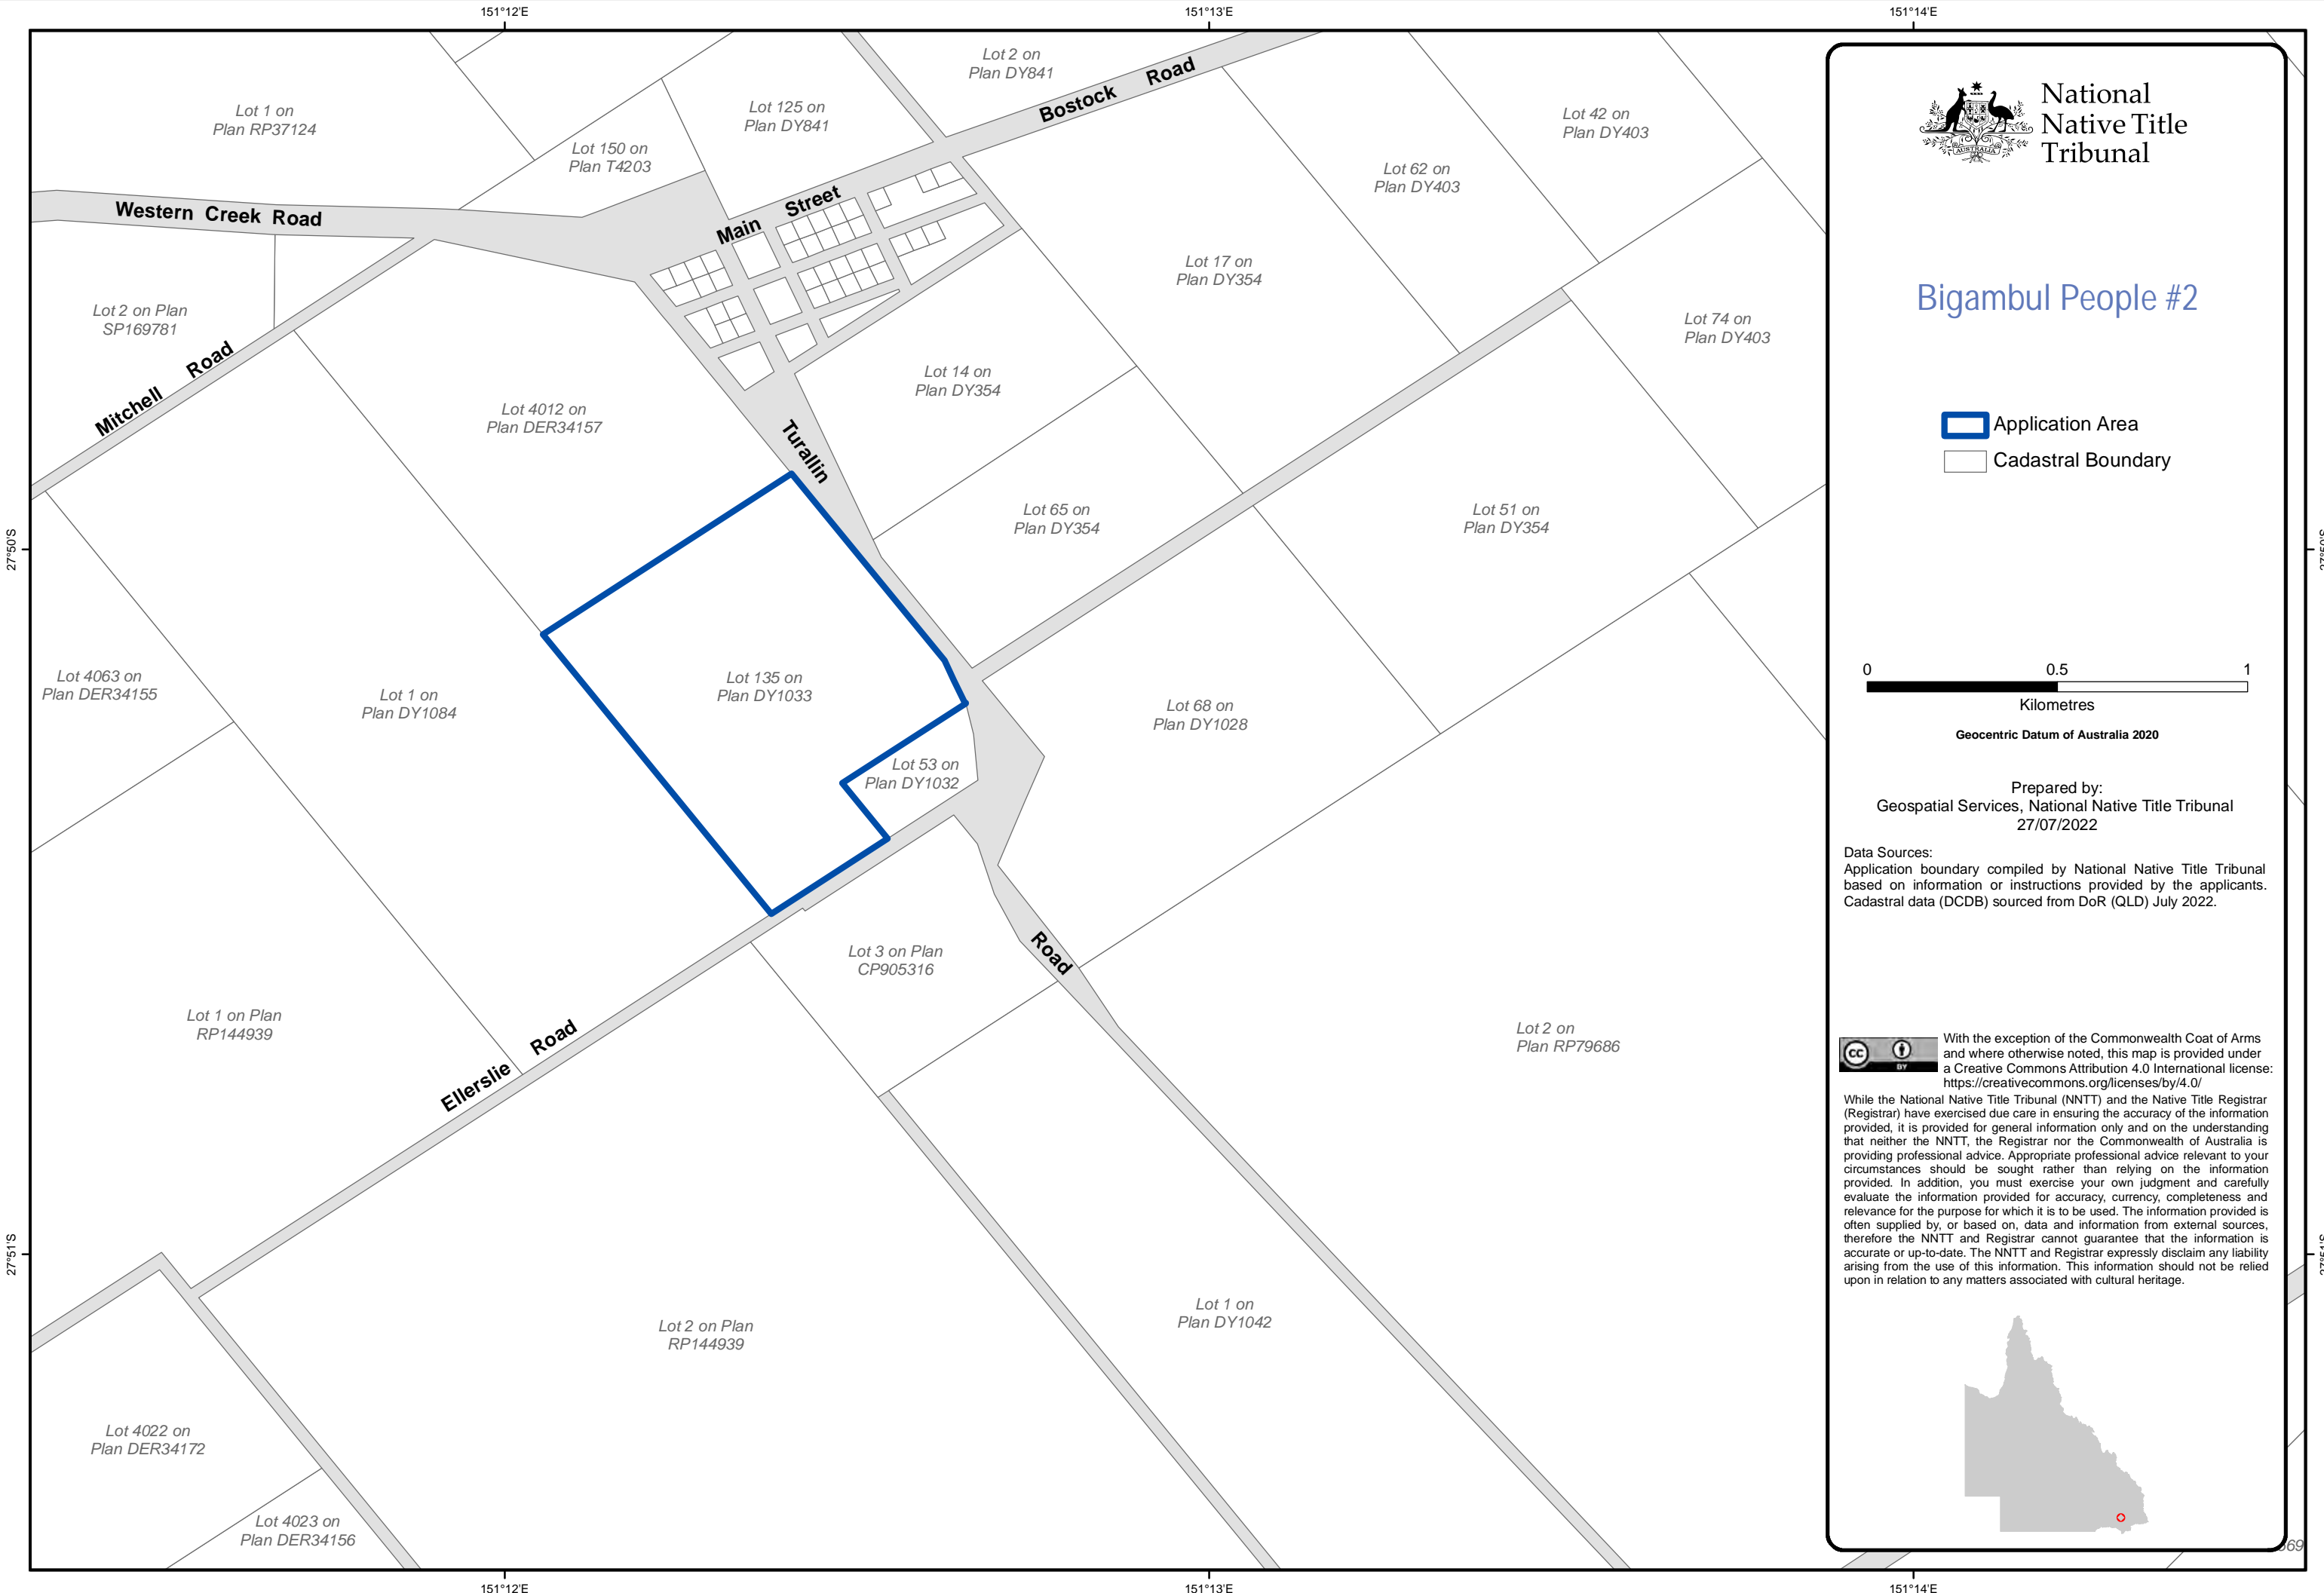 151°12'E
151°13'E
151°14'E
27°50'S
27°51'S
Lot 1 on
Plan RP37124
Lot 150 on
Plan T4203
Lot 125 on
Plan DY841
Lot 2 on
Plan DY841
Bostock Road
Lot 42 on
Plan DY403
Lot 62 on
Plan DY403
Western Creek Road
Main Street
Lot 17 on
Plan DY354
Lot 2 on Plan
SP169781
Lot 74 on
Plan DY403
Mitchell Road
Lot 4012 on
Plan DER34157
Lot 14 on
Plan DY354
Turallin
Lot 65 on
Plan DY354
Lot 51 on
Plan DY354
Lot 4063 on
Plan DER34155
Lot 1 on
Plan DY1084
Lot 135 on
Plan DY1033
Lot 68 on
Plan DY1028
Lot 53 on
Plan DY1032
Road
Lot 3 on Plan
CP905316
Lot 1 on Plan
RP144939
Ellerslie Road
Lot 2 on
Plan RP79686
Lot 1 on
Plan DY1042
Lot 2 on Plan
RP144939
Lot 4022 on
Plan DER34172
Lot 4023 on
Plan DER34156
AUSTRALIA
National
Native Title
Tribunal
Bigambul People #2
Application Area
Cadastral Boundary
0 0.5 1
Kilometres
Geocentric Datum of Australia 2020
Prepared by:
Geospatial Services, National Native Title Tribunal
27/07/2022
Data Sources:
Application boundary compiled by National Native Title Tribunal
based on information or instructions provided by the applicants.
Cadastral data (DCDB) sourced from DoR (QLD) July 2022.
cc
BY
With the exception of the Commonwealth Coat of Arms
and where otherwise noted, this map is provided under
a Creative Commons Attribution 4.0 International license:
https://creativecommons.org/licenses/by/4.0/
While the National Native Title Tribunal (NNTT) and the Native Title Registrar
(Registrar) have exercised due care in ensuring the accuracy of the information
provided, it is provided for general information only and on the understanding
that neither the NNTT, the Registrar nor the Commonwealth of Australia is
providing professional advice. Appropriate professional advice relevant to your
circumstances should be sought rather than relying on the information
provided. In addition, you must exercise your own judgment and carefully
evaluate the information provided for accuracy, currency, completeness and
relevance for the purpose for which it is to be used. The information provided is
often supplied by, or based on, data and information from external sources,
therefore the NNTT and Registrar cannot guarantee that the information is
accurate or up-to-date. The NNTT and Registrar expressly disclaim any liability
arising from the use of this information. This information should not be relied
upon in relation to any matters associated with cultural heritage.
151°12'E
151°13'E
151°14'E